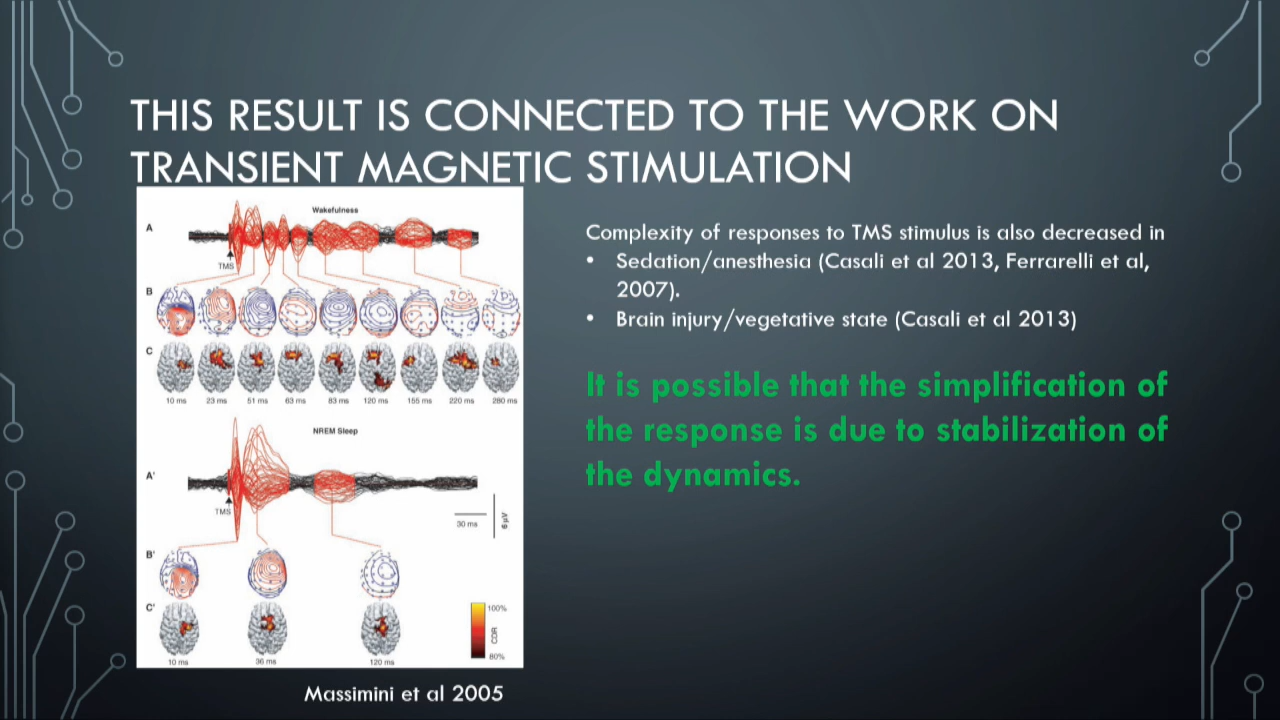 THIS RESULT IS CONNECTED TO THE WORK ON
TRANSIENT MAGNETIC STIMULATION
Wakefulness
A
TMS
B
C
10 ms 23 ms 51 ms 63 ms 83 ms 120 ms 155 ms 220 ms 280 ms
NREM Sleep
A'
TMS
30 ms
6 μV
B'
C'
100%
COR
80%
10 ms 36 ms 120 ms
Massimini et al 2005
Complexity of responses to TMS stimulus is also decreased in
• Sedation/anesthesia (Casali et al 2013, Ferrarelli et al,
2007).
• Brain injury/vegetative state (Casali et al 2013)
It is possible that the simplification of
the response is due to stabilization of
the dynamics.